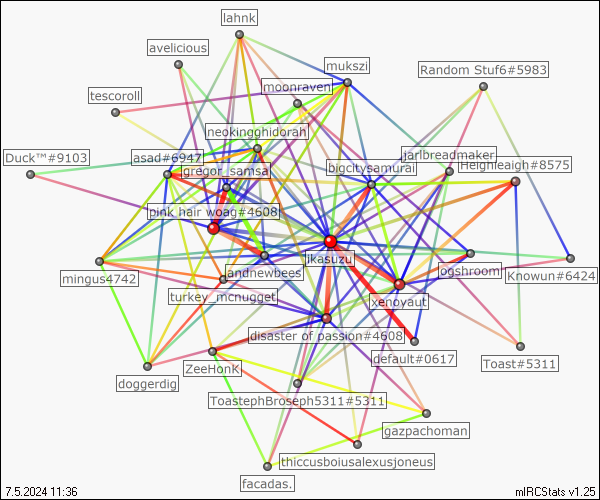 lahnk
avelicious
mukszi
Random Stuf6#5983
moonraven
tescoroll
neokinghidorah
Duck™#9103
asad#6947
jarlbreadmaker
bigcitysamurai
Heighleaigh#8575
gregor_samsa
pink hair woag#4608
jikasuzu
mingus4742
andnewbees
ogshroom
Knowun#6424
turkey_mcnugget
xenoyaut
disaster of passion#4608
default#0617
Toast#5311
ZeeHonK
doggerdig
ToastephBroseph5311#5311
gazpachoman
thiccusboiusalexusjoneus
facadas.
7.5.2024 11:36
mIRCStats v1.25